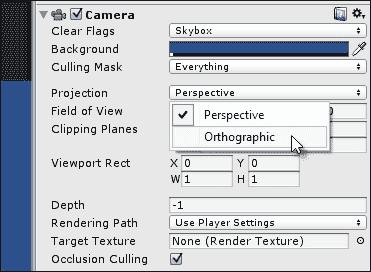 Camera
Clear Flags Skybox
Background
Culling Mask Everything
Projection Perspective
Field of View 0
Perspective
Clipping Planes
Orthographic
Viewport Rect X 0 Y 0
W 1 H 1
Depth -1
Rendering Path Use Player Settings
Target Texture None (Render Texture)
Occlusion Culling